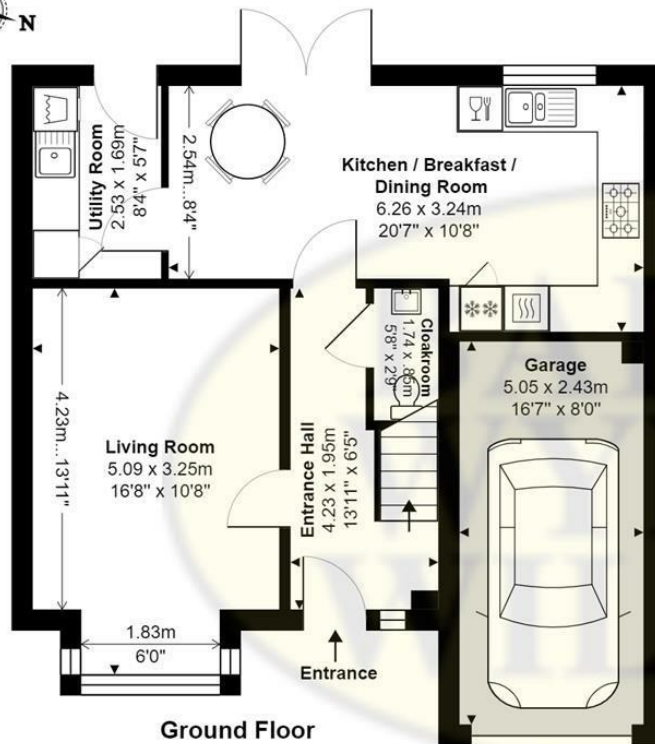 N
Utility Room
2.53 x 1.69m
8'4" x 5'7"
2.54m...8'4"
Kitchen / Breakfast /
Dining Room
6.26 x 3.24m
20'7" x 10'8"
Cloakroom
1.74 x .85m
5'8" x 2'9"
Living Room
5.09 x 3.25m
16'8" x 10'8"
4.23m...13'11"
1.83m
6'0"
Entrance Hall
4.23 x 1.95m
13'11" x 6'5"
Garage
5.05 x 2.43m
16'7" x 8'0"
Entrance
Ground Floor